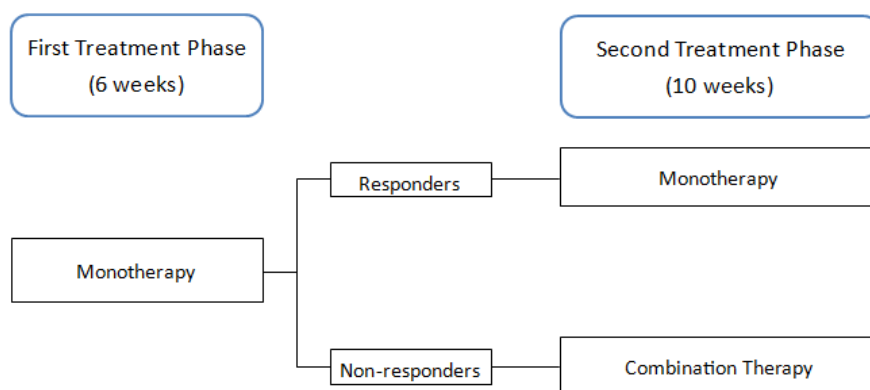 First Treatment Phase
(6 weeks)
Second Treatment Phase
(10 weeks)
Responders
Monotherapy
Monotherapy
Non-responders
Combination Therapy